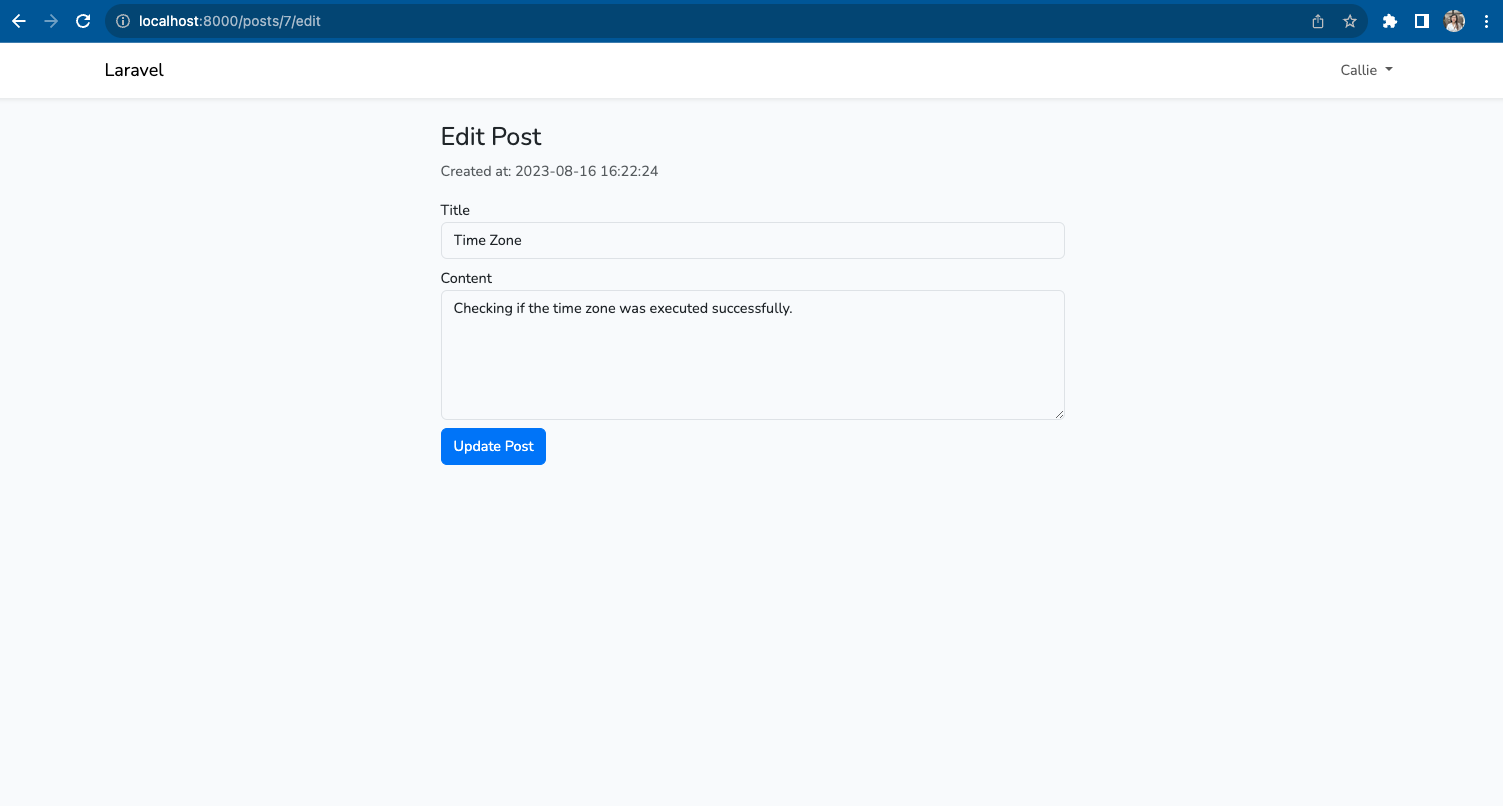 localhost:8000/posts/7/edit
Laravel
Callie
Edit Post
Created at: 2023-08-16 16:22:24
Title
Time Zone
Content
Checking if the time zone was executed successfully.
Update Post